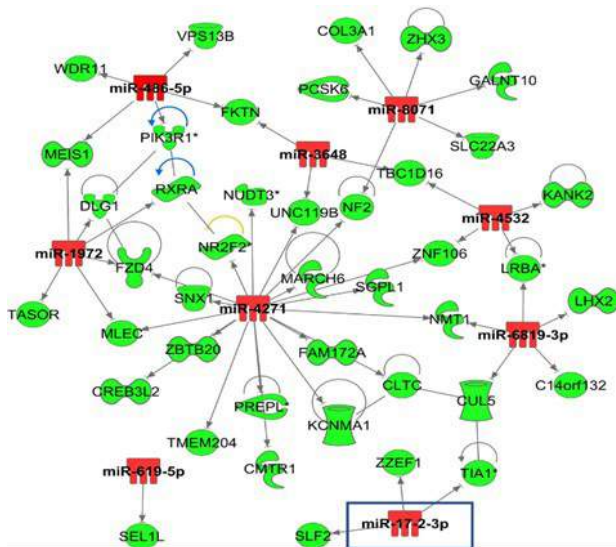 VPS13B
COL3A1
ZHX3
WDR11
miR-486-5p
PCSK6
GALNT10
miR-8071
FKTN
PIK3R1*
SLC22A3
MEIS1
miR-3648
TBC1D16
RXRA
NUDT3*
KANK2
DLG1
UNC119B
NF2
miR-4532
NR2F2*
miR-1972
ZNF106
FZD4
MARCH6
LRBA*
SGPL1
SNX1
LHX2
miR-4271
TASOR
NMT1
miR-6819-3p
MLEC
ZBTB20
FAM172A
CREB3L2
CLTC
C14orf132
CUL5
PREPL*
KCNMA1
TMEM204
CMTR1
ZZEF1
miR-619-5p
TIA1*
miR-17-2-3p
SEL1L
SLF2